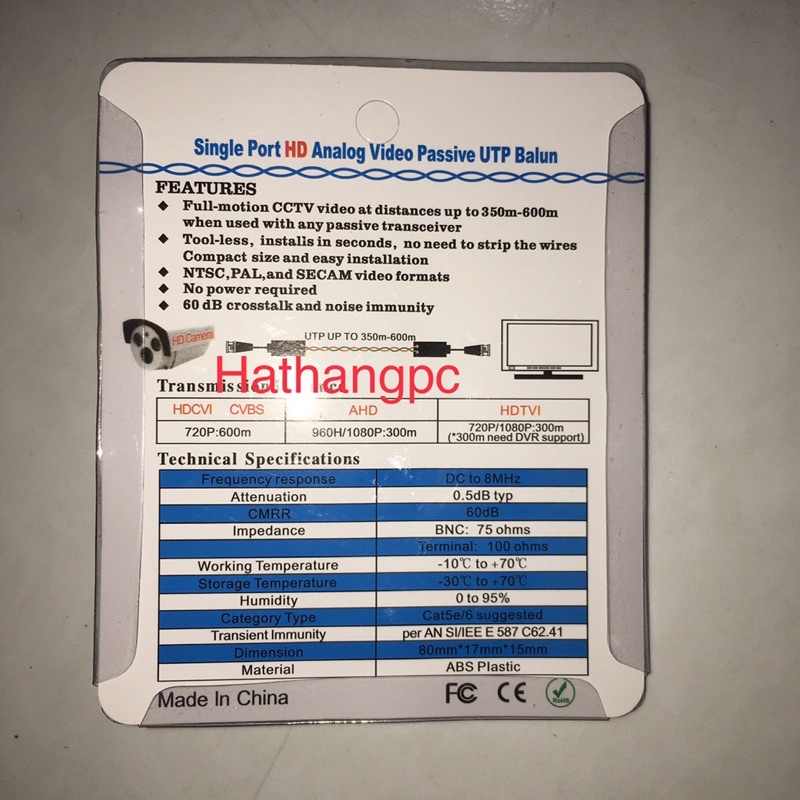 Single Port HD Analog Video Passive UTP Balun
FEATURES
◆ Full-motion CCTV video at distances up to 350m-600m
when used with any passive transceiver
◆ Tool-less, installs in seconds, no need to strip the wires
Compact size and easy installation
◆ NTSC,PAL,and SECAM video formats
◆ No power required
◆ 60 dB crosstalk and noise immunity
HD Camera
UTP UP TO 350m-600m
Hathangpc
HDCVI CVBS AHD HDTVI
720P:600m 960H/1080P:300m 720P/1080P:300m
(*300m need DVR support)
Technical Specifications
Frequency response DC to 8MHz
Attenuation 0.5dB typ
CMRR 60dB
Impedance BNC: 75 ohms
Terminal: 100 ohms
Working Temperature -10℃ to +70℃
Storage Temperature -30℃ to +70℃
Humidity 0 to 95%
Category Type Cat5e/6 suggested
Transient Immunity per AN SI/IEE E 587 C62.41
Dimension 80mm*17mm*15mm
Material ABS Plastic
Made In China FC CE RoHS